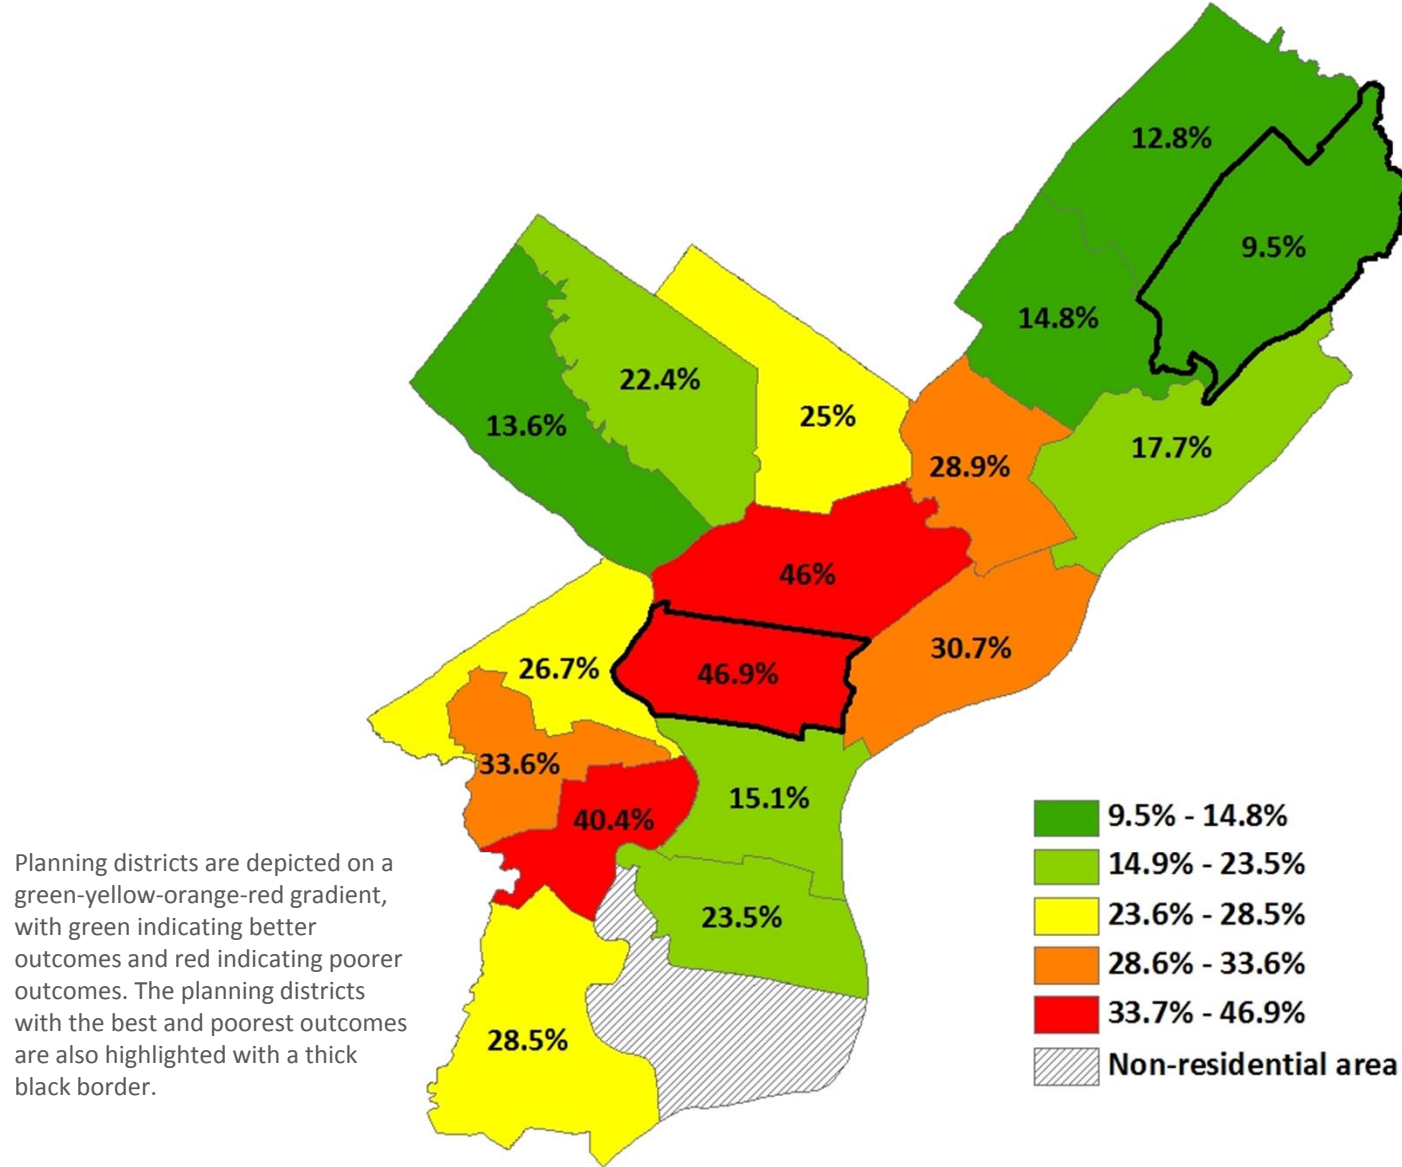 12.8%
9.5%
14.8%
22.4%
13.6%
25%
28.9%
17.7%
46%
30.7%
26.7%
46.9%
33.6%
40.4%
15.1%
23.5%
28.5%
Planning districts are depicted on a
green-yellow-orange-red gradient,
with green indicating better
outcomes and red indicating poorer
outcomes. The planning districts
with the best and poorest outcomes
are also highlighted with a thick
black border.
9.5% - 14.8%
14.9% - 23.5%
23.6% - 28.5%
28.6% - 33.6%
33.7% - 46.9%
Non-residential area